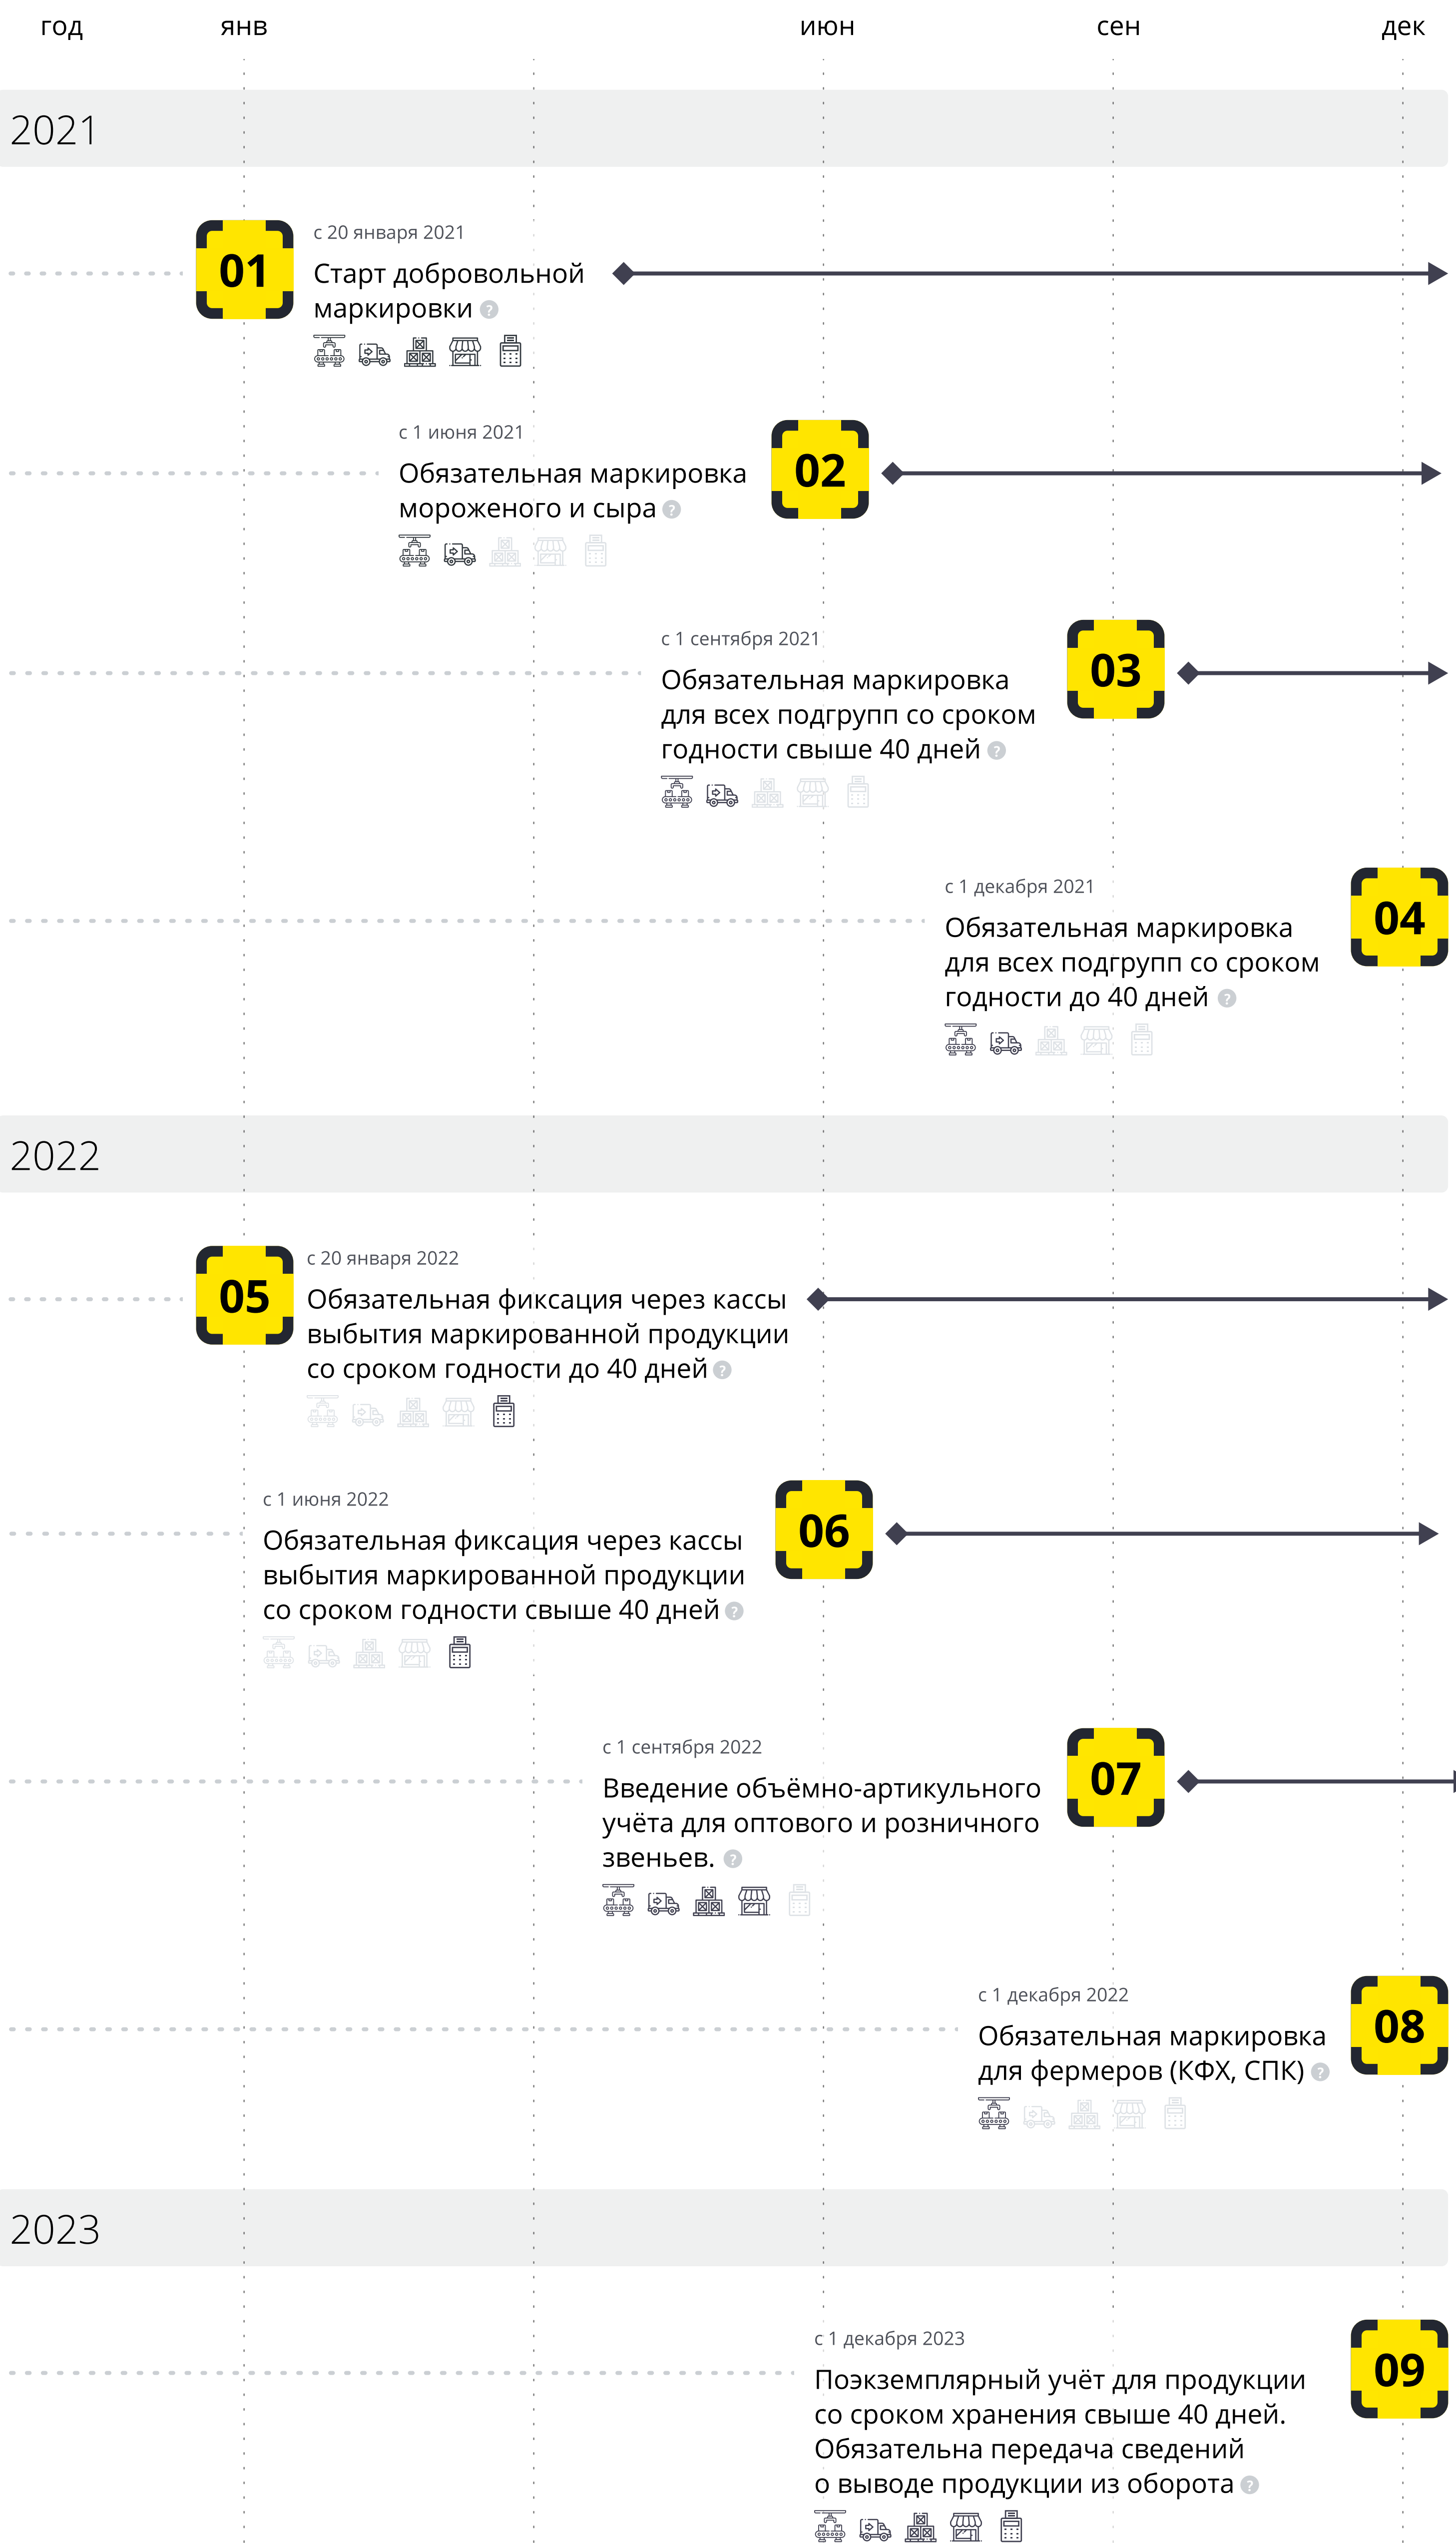 год янв июн сен дек
2021
01
с 20 января 2021
Старт добровольной
маркировки ?
с 1 июня 2021
Обязательная маркировка
мороженого и сыра ?
02
с 1 сентября 2021
Обязательная маркировка
для всех подгрупп со сроком
годности свыше 40 дней ?
03
с 1 декабря 2021
Обязательная маркировка
для всех подгрупп со сроком
годности до 40 дней ?
04
2022
05
с 20 января 2022
Обязательная фиксация через кассы
выбытия маркированной продукции
со сроком годности до 40 дней ?
с 1 июня 2022
Обязательная фиксация через кассы
выбытия маркированной продукции
со сроком годности свыше 40 дней ?
06
с 1 сентября 2022
Введение объёмно-артикульного
учёта для оптового и розничного
звеньев. ?
07
с 1 декабря 2022
Обязательная маркировка
для фермеров (КФХ, СПК) ?
08
2023
с 1 декабря 2023
Поэкземплярный учёт для продукции
со сроком хранения свыше 40 дней.
Обязательна передача сведений
о выводе продукции из оборота ?
09